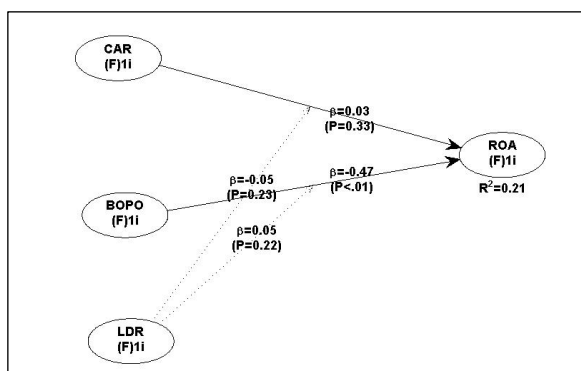 CAR
(F)1i
β=0.03
(P=0.33)
ROA
(F)1i
R²=0.21
β=-0.47
(P<.01)
β=-0.05
(P=0.23)
BOPO
(F)1i
β=0.05
(P=0.22)
LDR
(F)1i